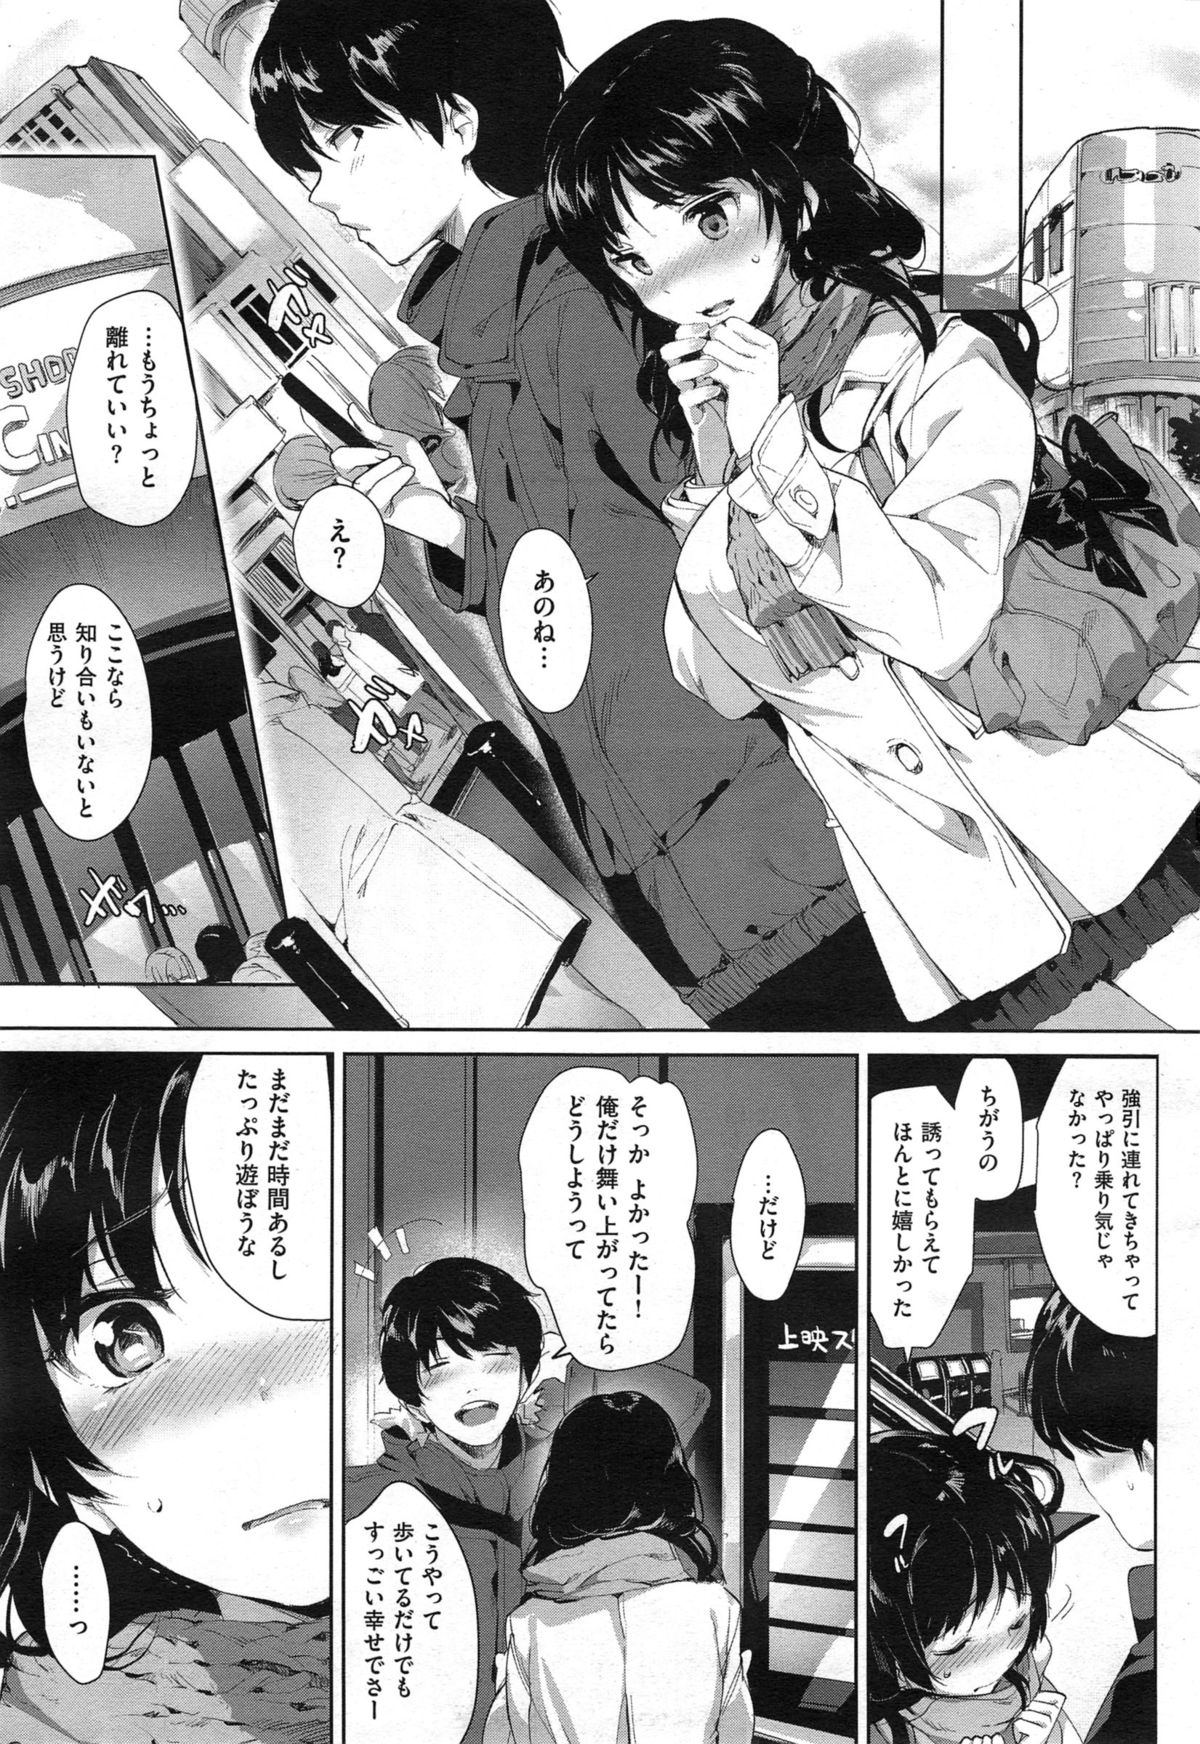 あのね…
え？
…もうちょっと
離れていい？
ここなら
知り合いもいないと
思うけど
SHOP
CIN
ガヤ
ガヤ
ザワ…
強引に連れてきちゃって
やっぱり乗り気じゃ
なかった？
ちがうの
誘ってもらえて
ほんとに嬉しかった
…だけど
上映ス
そっか よかったー！
俺だけ舞い上がってたら
どうしようって
こうやって
歩いてるだけでも
すっごい幸せでさー
まだまだ時間あるし
たっぷり遊ぼうな
……っ